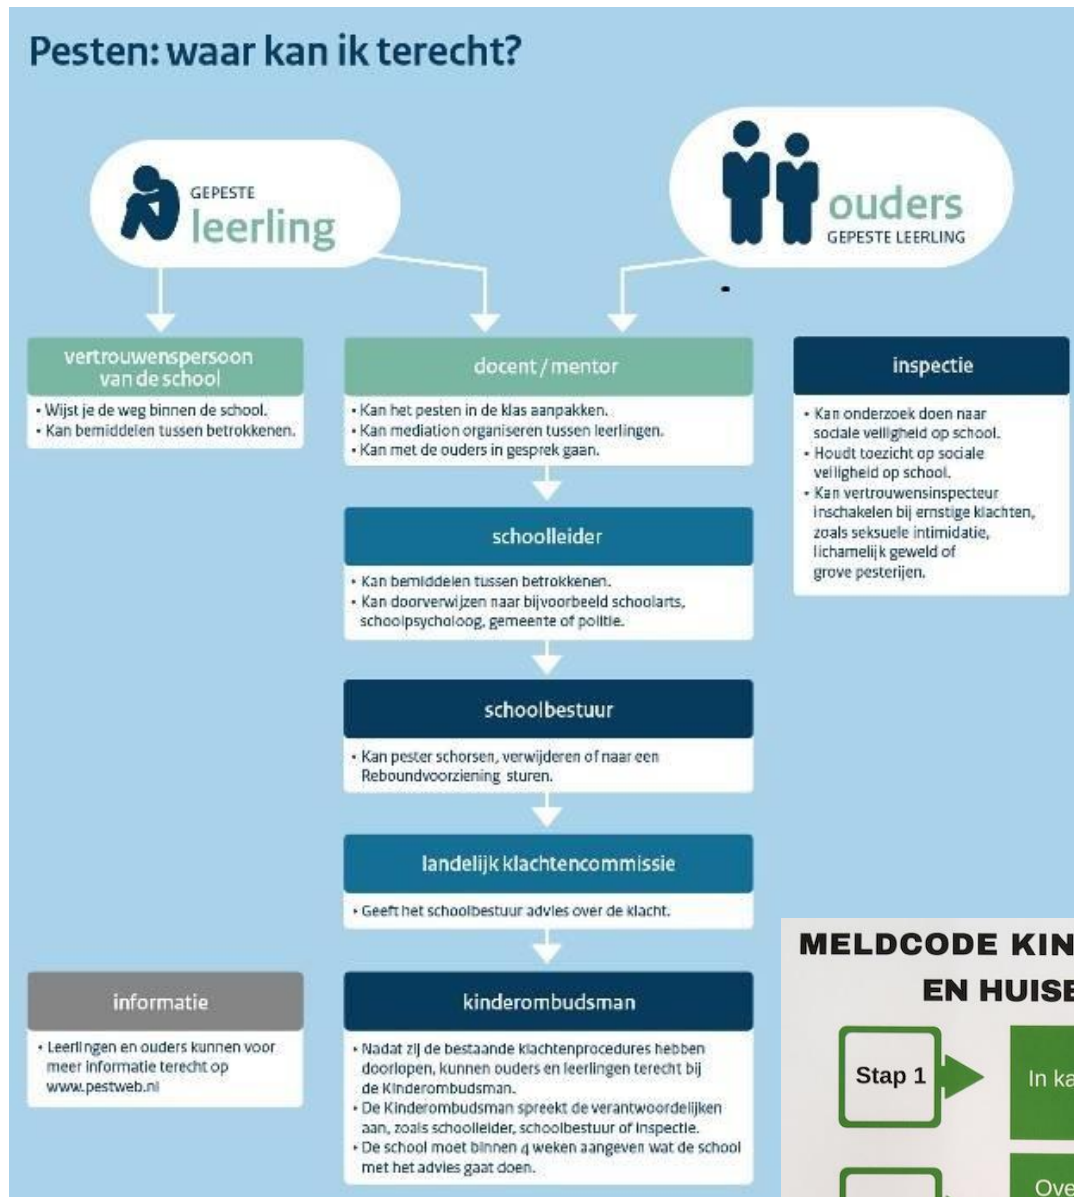 Pesten: waar kan ik terecht?
GEPESTE
leerling
ouders
GEPESTE LEERLING
vertrouwenspersoon
van de school
• Wijst je de weg binnen de school.
• Kan bemiddelen tussen betrokkenen.
docent / mentor
• Kan het pesten in de klas aanpakken.
• Kan mediation organiseren tussen leerlingen.
• Kan met de ouders in gesprek gaan.
inspectie
• Kan onderzoek doen naar
sociale veiligheid op school.
• Houdt toezicht op sociale
veiligheid op school.
• Kan vertrouwensinspecteur
inschakelen bij ernstige klachten,
zoals seksuele intimidatie,
lichamelijk geweld of
grove pesterijen.
schoolleider
• Kan bemiddelen tussen betrokkenen.
• Kan doorverwijzen naar bijvoorbeeld schoolarts,
schoolpsycholoog, gemeente of politie.
schoolbestuur
• Kan pester schorsen, verwijderen of naar een
Reboundvoorziening sturen.
landelijk klachtencommissie
• Geeft het schoolbestuur advies over de klacht.
informatie
• Leerlingen en ouders kunnen voor
meer informatie terecht op
www.pestweb.nl
kinderombudsman
• Nadat zij de bestaande klachtenprocedures hebben
doorlopen, kunnen ouders en leerlingen terecht bij
de Kinderombudsman.
• De Kinderombudsman spreekt de verantwoordelijken
aan, zoals schoolleider, schoolbestuur of inspectie.
• De school moet binnen 4 weken aangeven wat de school
met het advies gaat doen.
MELDCODE KIN
EN HUISE
Stap 1
In ka
Ove